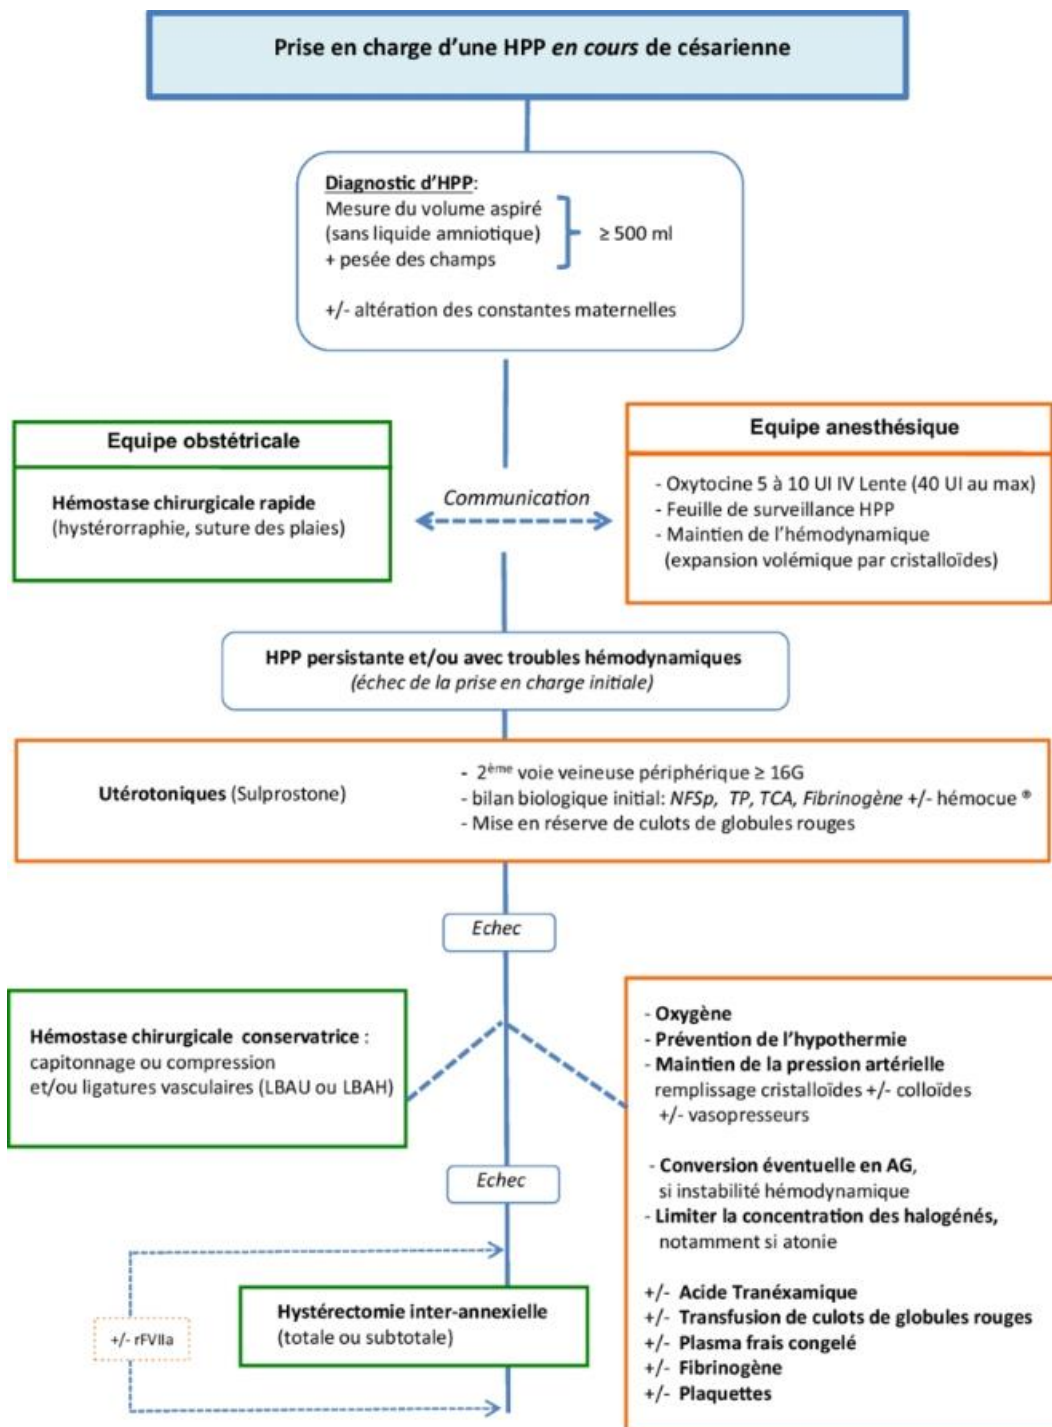 Prise en charge d'une HPP en cours de césarienne
Diagnostic d'HPP:
Mesure du volume aspiré
(sans liquide amniotique)
+ pesée des champs
≥ 500 ml
+/- altération des constantes maternelles
Equipe obstétricale
Hémostase chirurgicale rapide
(hystérorraphie, suture des plaies)
Communication
Equipe anesthésique
- Oxytocine 5 à 10 UI IV Lente (40 UI au max)
- Feuille de surveillance HPP
- Maintien de l'hémodynamique
(expansion volémique par cristalloïdes)
HPP persistante et/ou avec troubles hémodynamiques
(échec de la prise en charge initiale)
Utérotoniques (Sulprostone)
- 2ème voie veineuse périphérique ≥ 16G
- bilan biologique initial: NFSp, TP, TCA, Fibrinogène +/- hémocue ®
- Mise en réserve de culots de globules rouges
Echec
Hémostase chirurgicale conservatrice :
capitonnage ou compression
et/ou ligatures vasculaires (LBAU ou LBAH)
- Oxygène
- Prévention de l'hypothermie
- Maintien de la pression artérielle
remplissage cristalloïdes +/- colloïdes
+/- vasopresseurs
- Conversion éventuelle en AG,
si instabilité hémodynamique
- Limiter la concentration des halogénés,
notamment si atonie
+/- Acide Tranéxamique
+/- Transfusion de culots de globules rouges
+/- Plasma frais congelé
+/- Fibrinogène
+/- Plaquettes
Echec
Hystérectomie inter-annexielle
(totale ou subtotale)
+/- rFVIIa